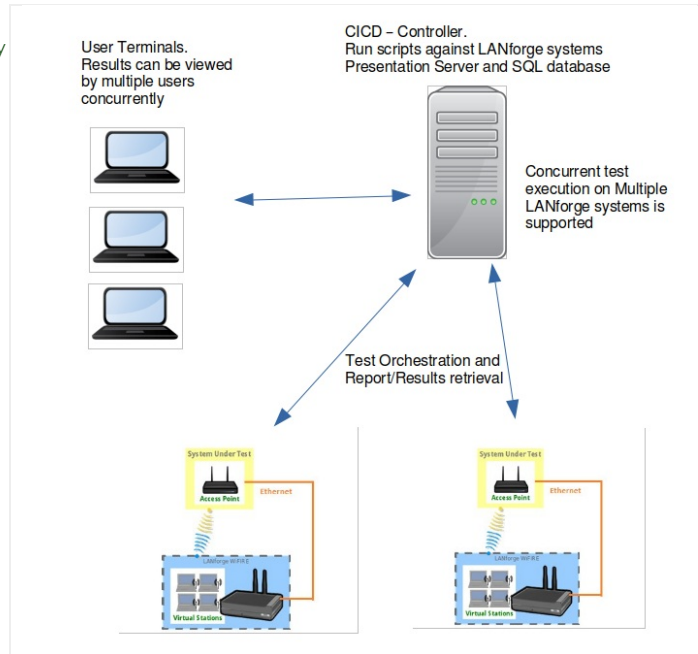 y
User Terminals.
Results can be viewed
by multiple users
concurrently
CICD – Controller.
Run scripts against LANforge systems
Presentation Server and SQL database
Concurrent test
execution on Multiple
LANforge systems is
supported
Test Orchestration and
Report/Results retrieval
System Under Test
Access Point
Ethernet
LANforge WiFIRE
Virtual Stations
System Under Test
Access Point
Ethernet
LANforge WiFIRE
Virtual Stations